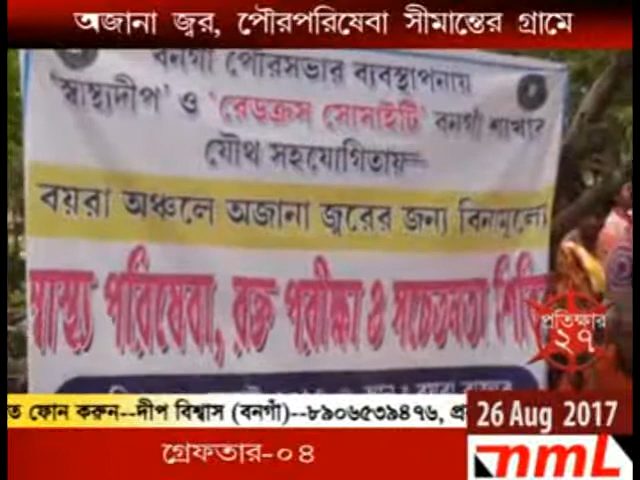 অজানা জ্বর, পৌরপরিষেবা সীমান্তের গ্রামে
বনগাঁ পৌরসভার ব্যবস্থাপনায়
'স্বাস্থ্যদীপ' ও 'রেডক্রস সোসাইটি' বনগাঁ শাখার
যৌথ সহযোগিতায়
বয়রা অঞ্চলে অজানা জ্বরের জন্য বিনামূল্যে
স্বাস্থ্য পরিষেবা, রক্ত পরীক্ষা ও সচেতনতা শিবির
প্রতিক্ষার
২৭
ত ফোন করুন--দীপ বিশ্বাস (বনগাঁ)--৮৯০৬৫৩৯৪৭৬, প্র
26 Aug 2017
গ্রেফতার-০৪
nmL